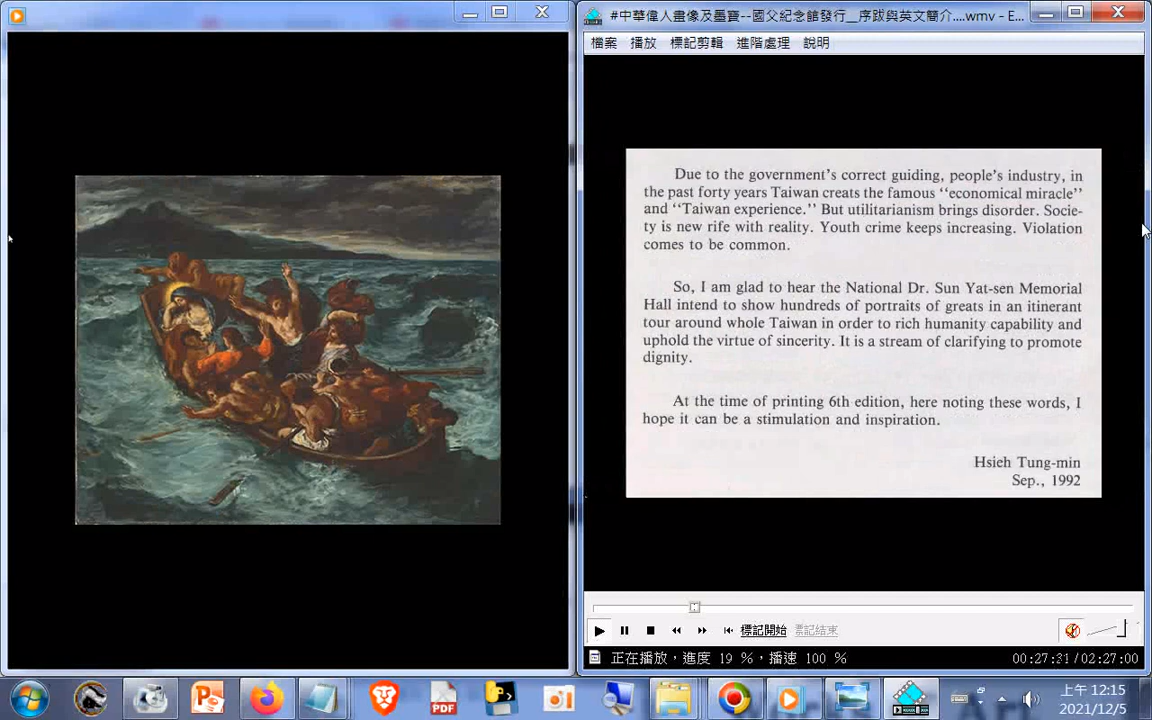 #中華偉人畫像及墨寶--國父紀念館發行__序跋與英文簡介....wmv - E...
檔案 播放 標記剪輯 進階處理 說明
Due to the government's correct guiding, people's industry, in
the past forty years Taiwan creats the famous "economical miracle"
and "Taiwan experience." But utilitarianism brings disorder. Socie-
ty is new rife with reality. Youth crime keeps increasing. Violation
comes to be common.
So, I am glad to hear the National Dr. Sun Yat-sen Memorial
Hall intend to show hundreds of portraits of greats in an itinerant
tour around whole Taiwan in order to rich humanity capability and
uphold the virtue of sincerity. It is a stream of clarifying to promote
dignity.
At the time of printing 6th edition, here noting these words, I
hope it can be a stimulation and inspiration.
Hsieh Tung-min
Sep., 1992
標記開始 標記結束
正在播放，進度 19 %，播速 100 %
00:27:31 / 02:27:00
PDF
上午 12:15
2021/12/5